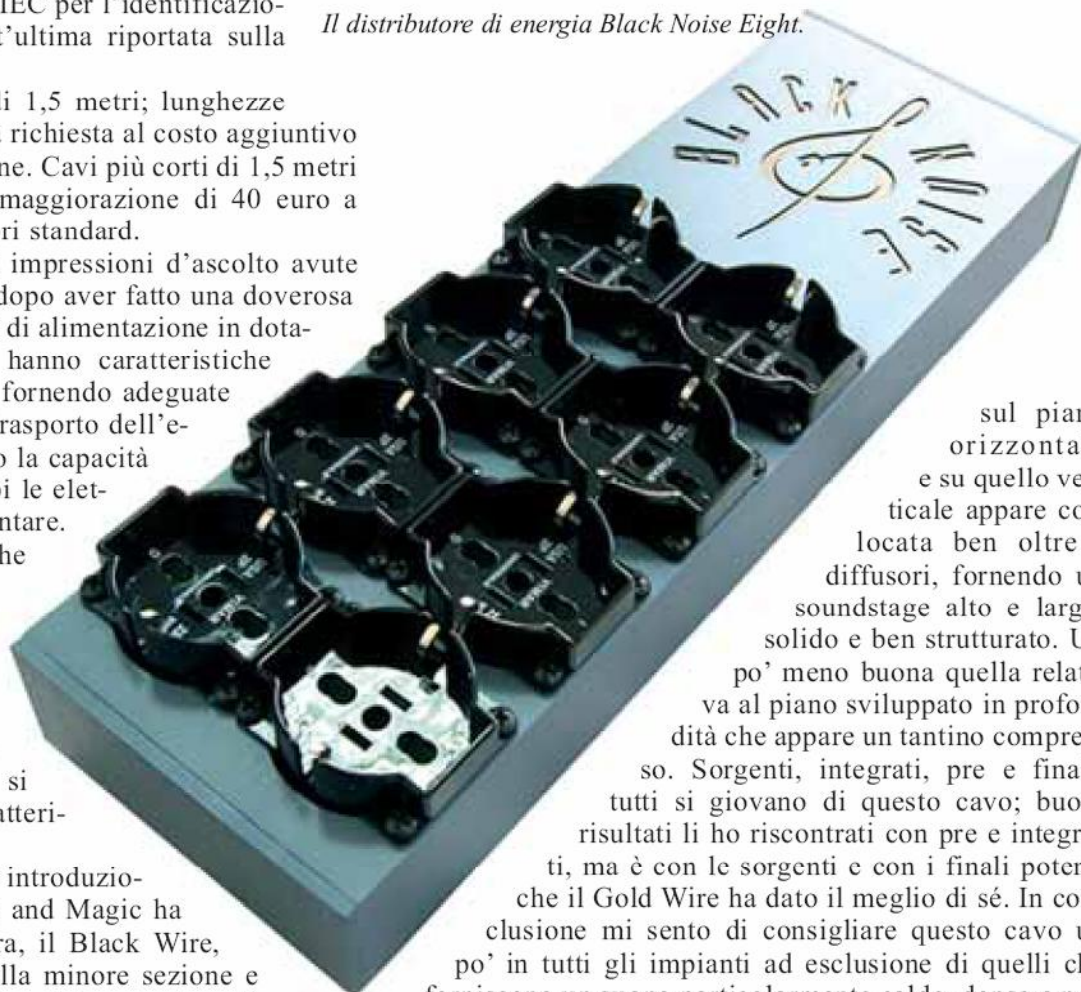 IEC per l'identificazio-
t'ultima riportata sulla
di 1,5 metri; lunghezze
richiesta al costo aggiuntivo
ne. Cavi più corti di 1,5 metri
maggiorazione di 40 euro a
ri standard.
impressioni d'ascolto avute
dopo aver fatto una doverosa
di alimentazione in dota-
hanno caratteristiche
fornendo adeguate
rasporto dell'e-
o la capacità
oi le elet-
ntare.
he
si
atteri-
introduzio-
and Magic ha
ra, il Black Wire,
lla minore sezione e
Il distributore di energia Black Noise Eight.
BLACK NOISE
sul pian
orizzonta
e su quello ve
ticale appare co
locata ben oltre
diffusori, fornendo u
soundstage alto e larg
solido e ben strutturato. U
po' meno buona quella relat
va al piano sviluppato in profo
dità che appare un tantino compre
so. Sorgenti, integrati, pre e fina
tutti si giovano di questo cavo; buo
risultati li ho riscontrati con pre e integr
ti, ma è con le sorgenti e con i finali poten
che il Gold Wire ha dato il meglio di sé. In co
clusione mi sento di consigliare questo cavo u
po' in tutti gli impianti ad esclusione di quelli ch